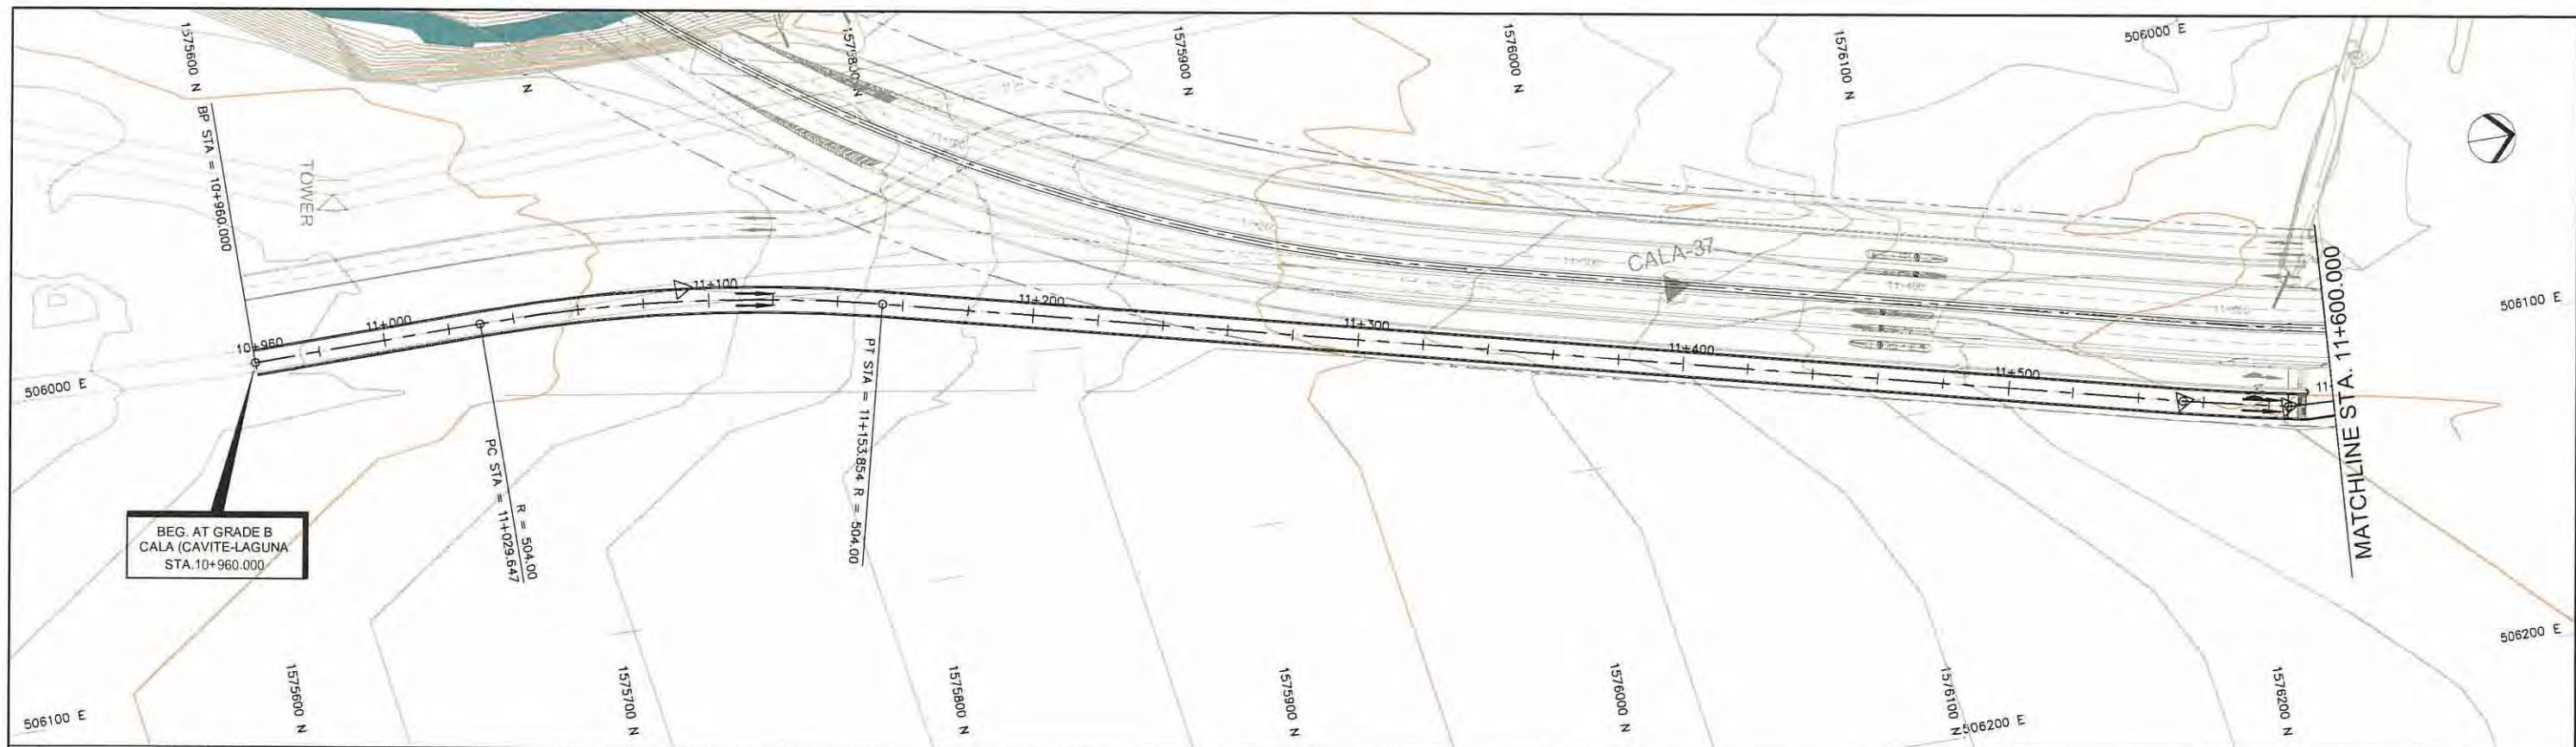 1575600 N
N
1575800 N
1575900 N
1576000 N
1576100 N
506000 E
BP STA = 10+960.000
TOWER
CALA-37
10+960
11+000
11+100
11+200
11+300
11+400
11+500
11+400
MATCHLINE STA. 11+600.000
506100 E
506000 E
PC STA = 11+029.647
R = 504.00
PT STA = 11+153.854 R = 504.00
BEG. AT GRADE B
CALA (CAVITE-LAGUNA
STA.10+960.000
506200 E
506100 E
1575600 N
1575700 N
1575800 N
1575900 N
1576000 N
1576100 N
506200 E
1576200 N